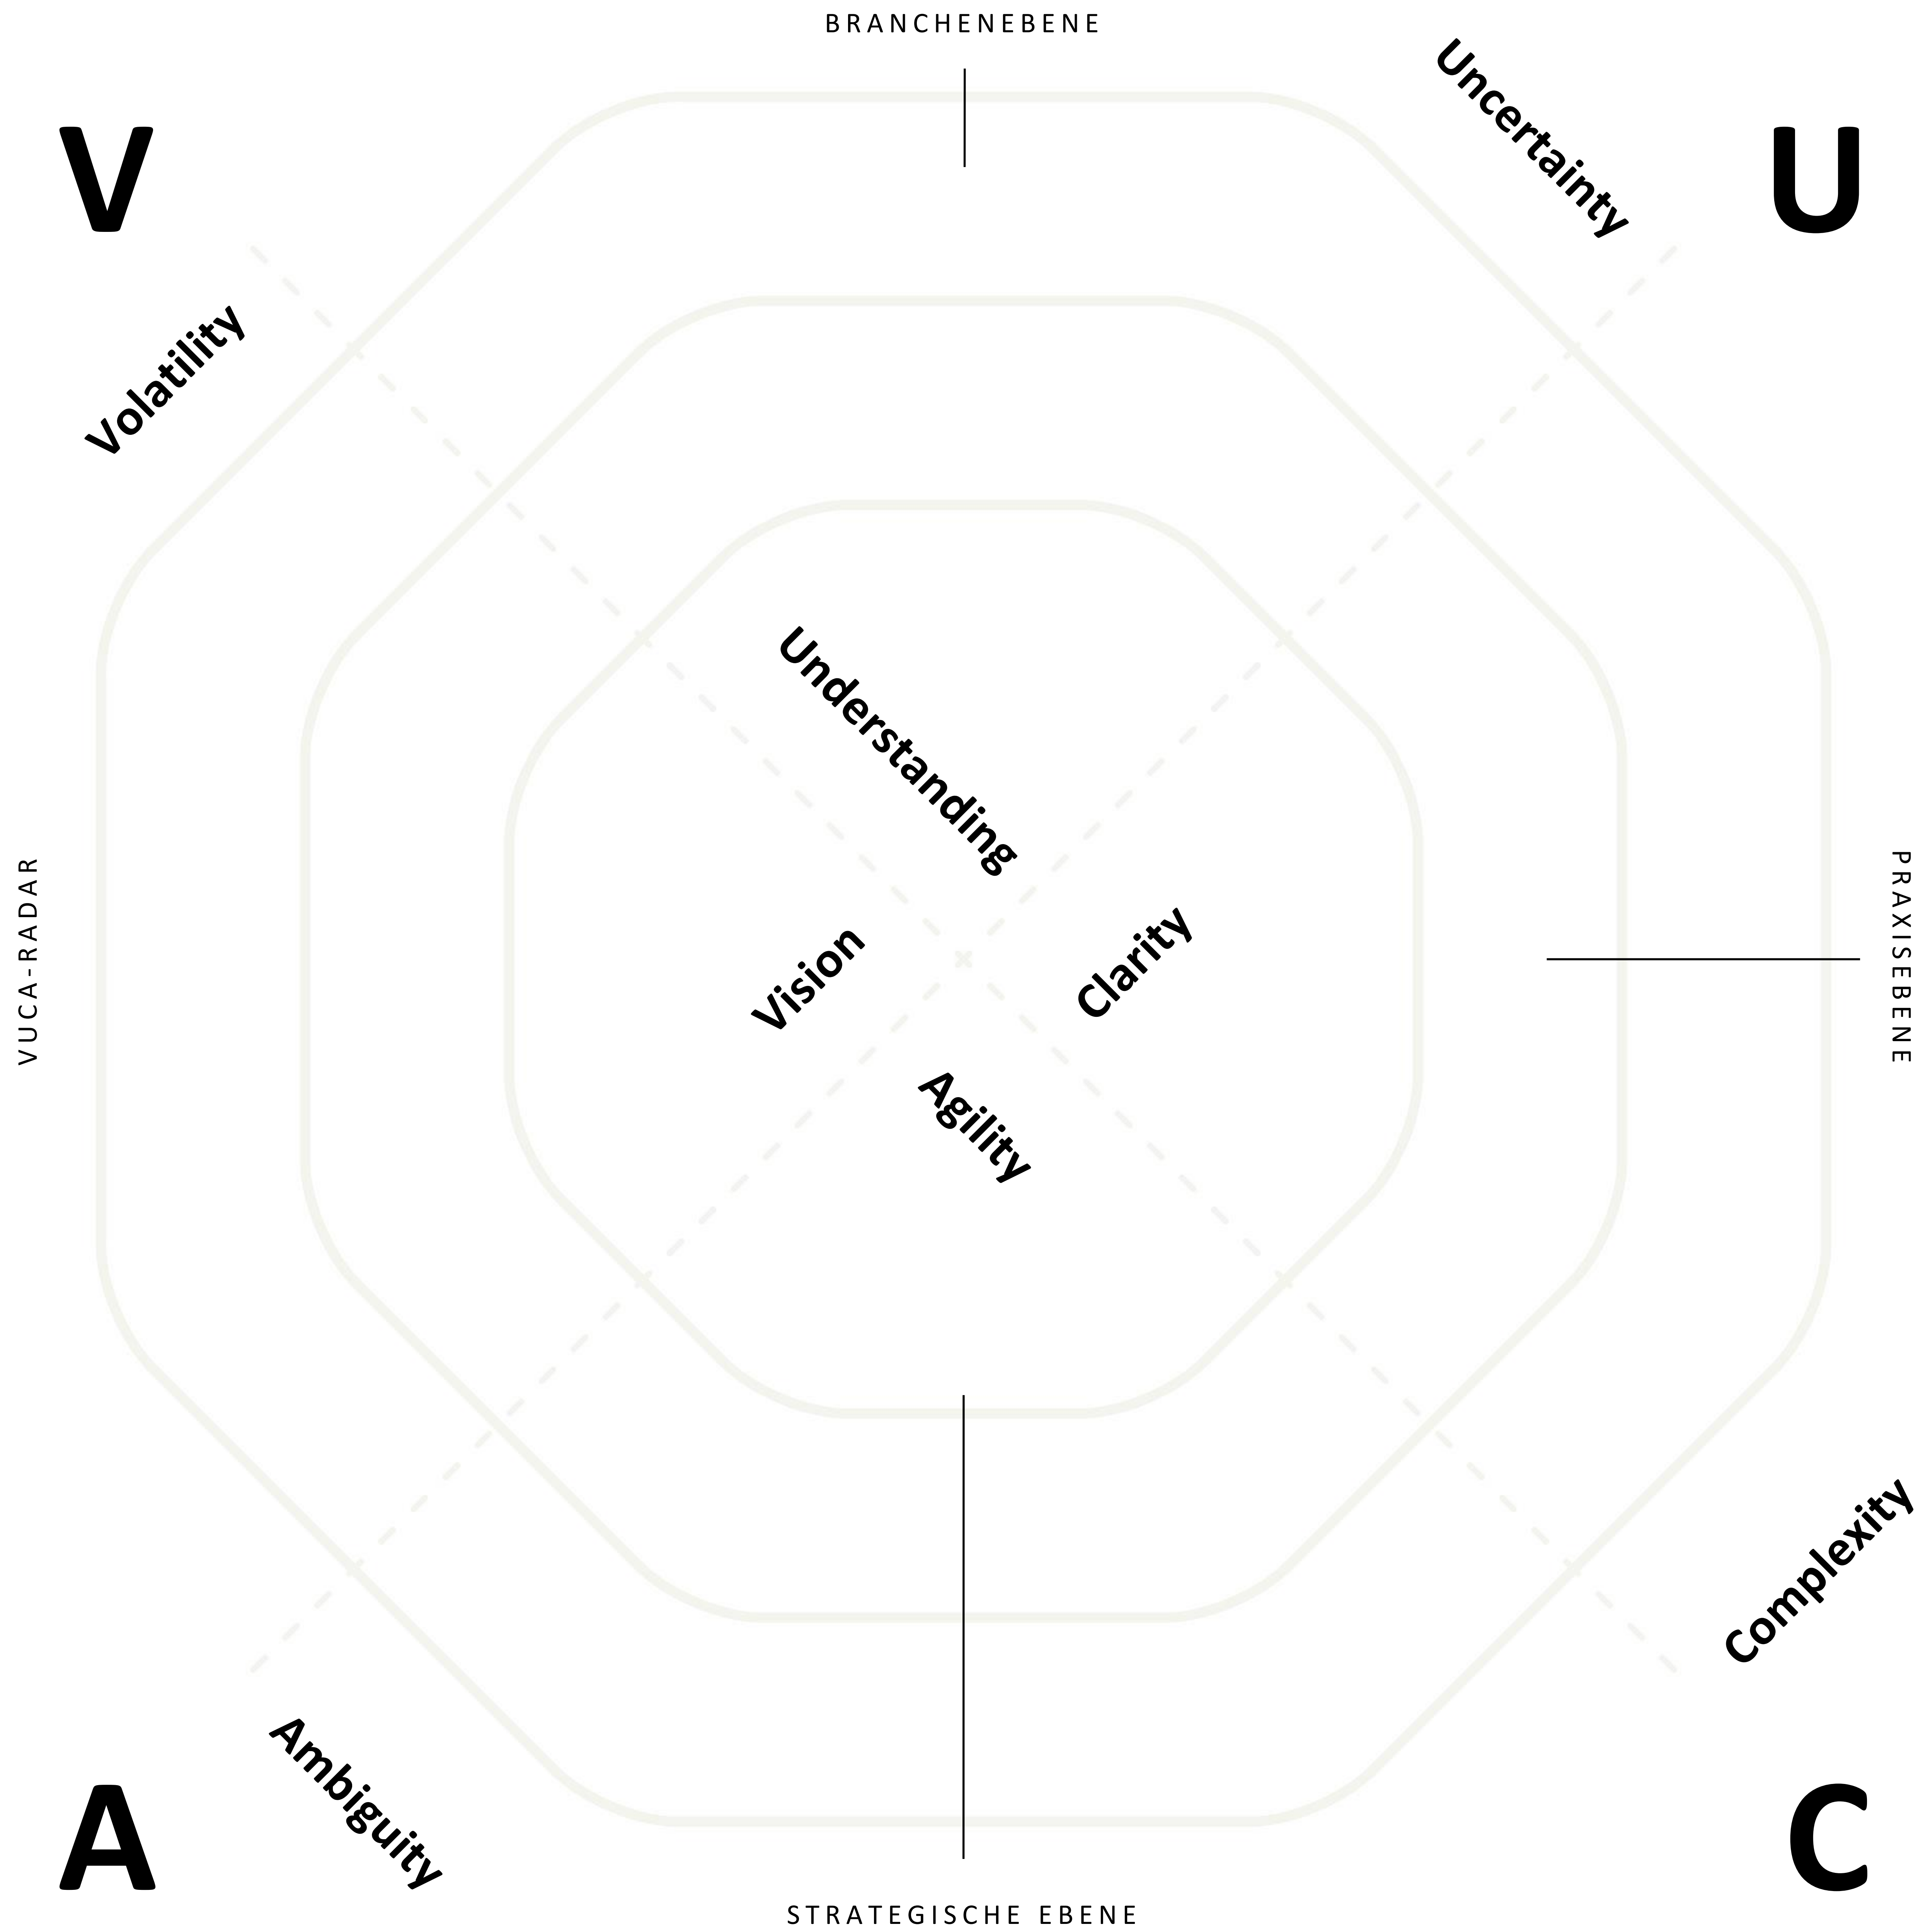 BRANCHENEBENE
V
U
Uncertainty
Volatility
Understanding
Vision
Clarity
Agility
VUCA-RADAR
PRAXISEBENE
Complexity
Ambiguity
A
C
STRATEGISCHE EBENE